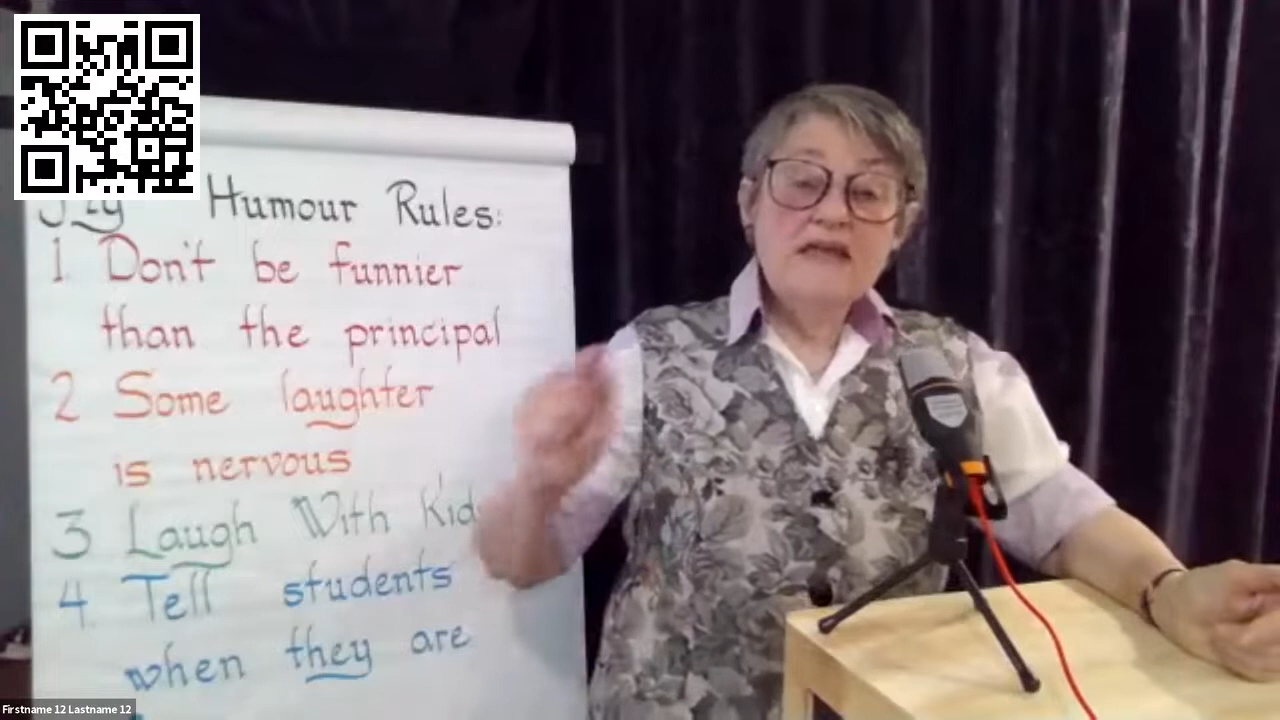 Humour Rules:
1 Don't be funnier
than the principal
2 Some laughter
is nervous
3 Laugh With Kids
4 Tell students
when they are
Firstname 12 Lastname 12